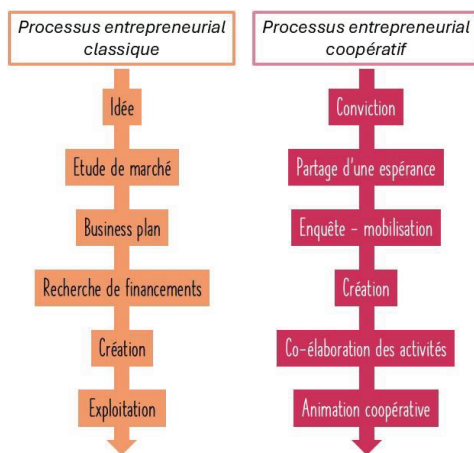 Processus entrepreneurial
classique
Idée
Etude de marché
Business plan
Recherche de financements
Création
Exploitation
Processus entrepreneurial
coopératif
Conviction
Partage d'une espérance
Enquête - mobilisation
Création
Co-élaboration des activités
Animation coopérative